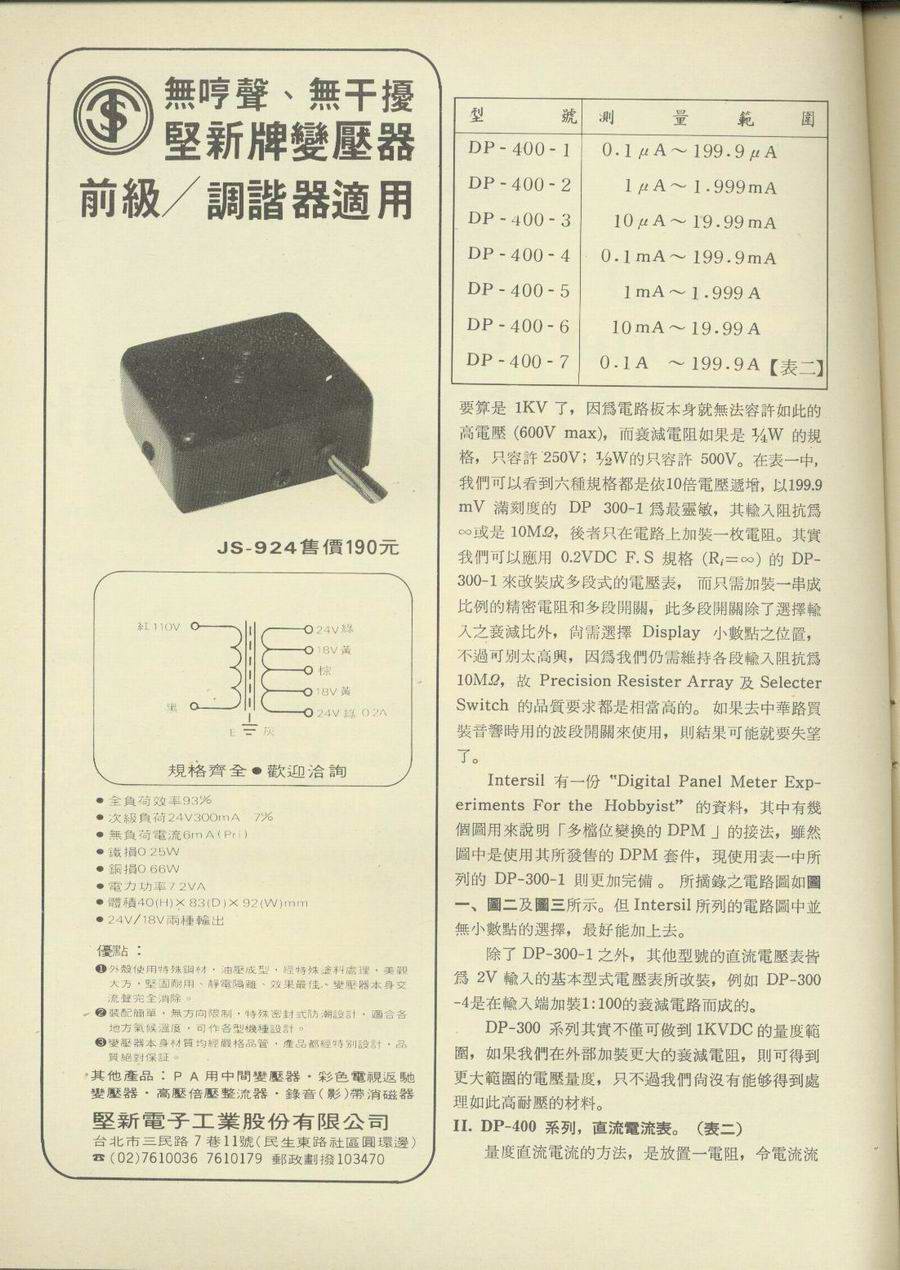 無哼聲、無干擾
堅新牌變壓器
前級／調諧器適用
JS-924售價190元
紅110V
黑
24V綠
18V黃
棕
18V黃
24V綠 0.2A
E
灰
規格齊全●歡迎洽詢
●全負荷效率93%
●次級負荷24V300mA 7%
●無負荷電流6mA(Pri)
●鐵損0.25W
●銅損0.66W
●電力功率7.2VA
●體積40(H)×83(D)×92(W)mm
●24V/18V兩種輸出
優點：
❶外殼使用特殊鋼材，油壓成型，經特殊塗料處理，美觀
大方，堅固耐用、靜電隔離、效果最佳、變壓器本身交
流聲完全消除。
❷裝配簡單，無方向限制，特殊密封式防潮設計，適合各
地方氣候溫度，可作各型機種設計。
❸變壓器本身材質均經嚴格品管，產品都經特別設計，品
質絕對保証。
其他產品：PA用中間變壓器·彩色電視返馳
變壓器·高壓倍壓整流器·錄音(影)帶消磁器
堅新電子工業股份有限公司
台北市三民路7巷11號(民生東路社區圓環邊)
☎(02)7610036 7610179 郵政劃撥103470
型號 測量範圍
DP-400-1 0.1μA～199.9μA
DP-400-2 1μA～1.999mA
DP-400-3 10μA～19.99mA
DP-400-4 0.1mA～199.9mA
DP-400-5 1mA～1.999A
DP-400-6 10mA～19.99A
DP-400-7 0.1A ～199.9A【表二】
要算是 1KV 了，因爲電路板本身就無法容許如此的
高電壓 (600V max)，而衰減電阻如果是 ¼W 的規
格，只容許 250V；½W的只容許 500V。在表一中，
我們可以看到六種規格都是依10倍電壓遞增，以199.9
mV 滿刻度的 DP 300-1 爲最靈敏，其輸入阻抗爲
∞或是 10MΩ，後者只在電路上加裝一枚電阻。其實
我們可以應用 0.2VDC F.S 規格 (Ri=∞) 的 DP-
300-1 來改裝成多段式的電壓表，而只需加裝一串成
比例的精密電阻和多段開關，此多段開關除了選擇輸
入之衰減比外，尙需選擇 Display 小數點之位置，
不過可別太高興，因爲我們仍需維持各段輸入阻抗爲
10MΩ，故 Precision Resister Array 及 Selecter
Switch 的品質要求都是相當高的。如果去中華路買
裝音響時用的波段開關來使用，則結果可能就要失望
了。
Intersil 有一份 “Digital Panel Meter Exp-
eriments For the Hobbyist” 的資料，其中有幾
個圖用來說明「多檔位變換的 DPM 」的接法，雖然
圖中是使用其所發售的 DPM 套件，現使用表一中所
列的 DP-300-1 則更加完備。所摘錄之電路圖如圖
一、圖二及圖三所示。但 Intersil 所列的電路圖中並
無小數點的選擇，最好能加上去。
除了 DP-300-1 之外，其他型號的直流電壓表皆
爲 2V 輸入的基本型式電壓表所改裝，例如 DP-300
-4是在輸入端加裝1:100的衰減電路而成的。
DP-300 系列其實不僅可做到1KVDC的量度範
圍，如果我們在外部加裝更大的衰減電阻，則可得到
更大範圍的電壓量度，只不過我們尙沒有能够得到處
理如此高耐壓的材料。
II. DP-400 系列，直流電流表。（表二）
量度直流電流的方法，是放置一電阻，令電流流